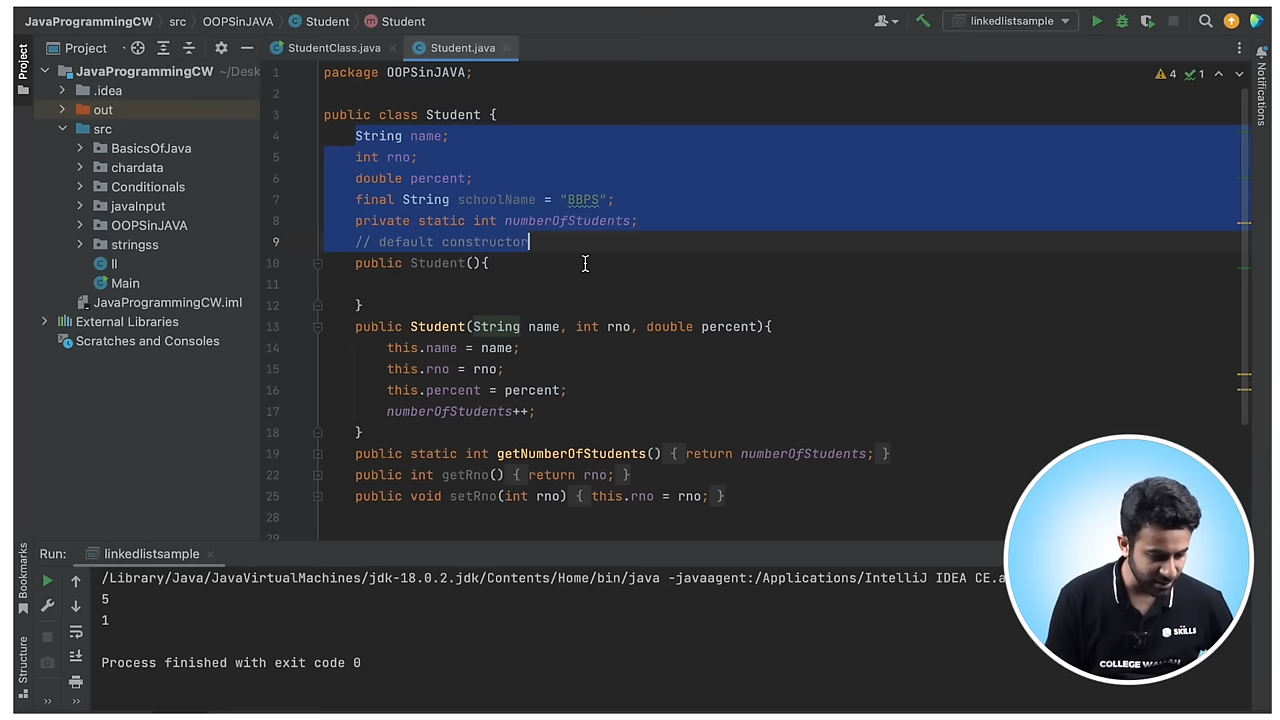 JavaProgrammingCW src OOPSinJAVA Student Student
linkedlistsample
Project
StudentClass.java
Student.java
Project
JavaProgrammingCW ~/Desk
.idea
out
src
BasicsOfJava
chardata
Conditionals
javaInput
OOPSinJAVA
stringss
ll
Main
JavaProgrammingCW.iml
External Libraries
Scratches and Consoles
1 package OOPSinJAVA;
2
3 public class Student {
4 String name;
5 int rno;
6 double percent;
7 final String schoolName = "BBPS";
8 private static int numberOfStudents;
9 // default constructor
10 public Student(){
11
12 }
13 public Student(String name, int rno, double percent){
14 this.name = name;
15 this.rno = rno;
16 this.percent = percent;
17 numberOfStudents++;
18 }
19 public static int getNumberOfStudents() { return numberOfStudents; }
22 public int getRno() { return rno; }
25 public void setRno(int rno) { this.rno = rno; }
28
29
4 1
Notifications
Bookmarks
Structure
Run: linkedlistsample
/Library/Java/JavaVirtualMachines/jdk-18.0.2.jdk/Contents/Home/bin/java -javaagent:/Applications/IntelliJ IDEA CE.a
5
1
Process finished with exit code 0
SKILLS
COLLEGE